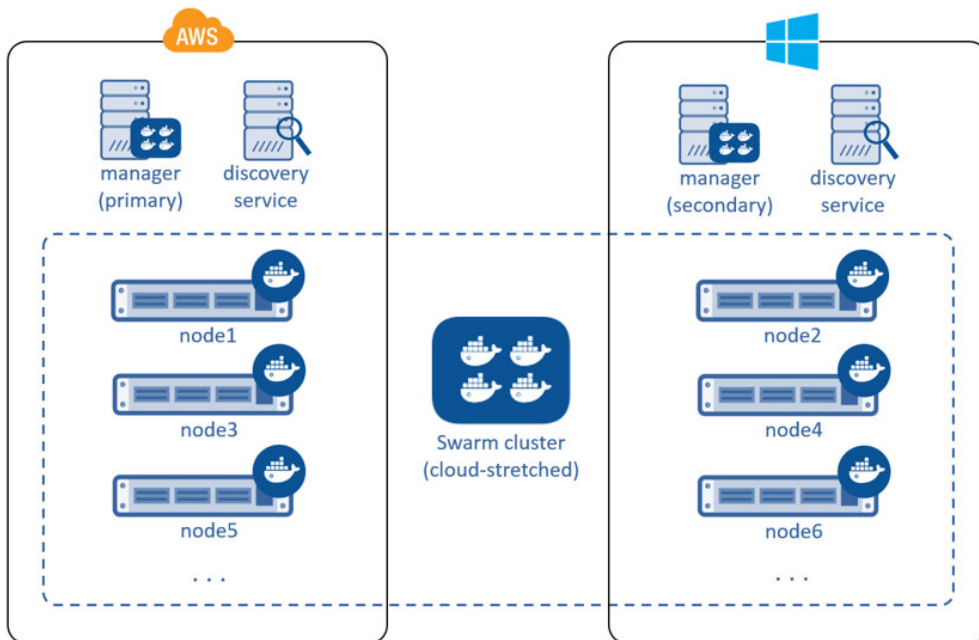 AWS
manager
(primary)
discovery
service
manager
(secondary)
discovery
service
node1
node2
node3
node4
Swarm cluster
(cloud-stretched)
node5
node6
. . .
. . .